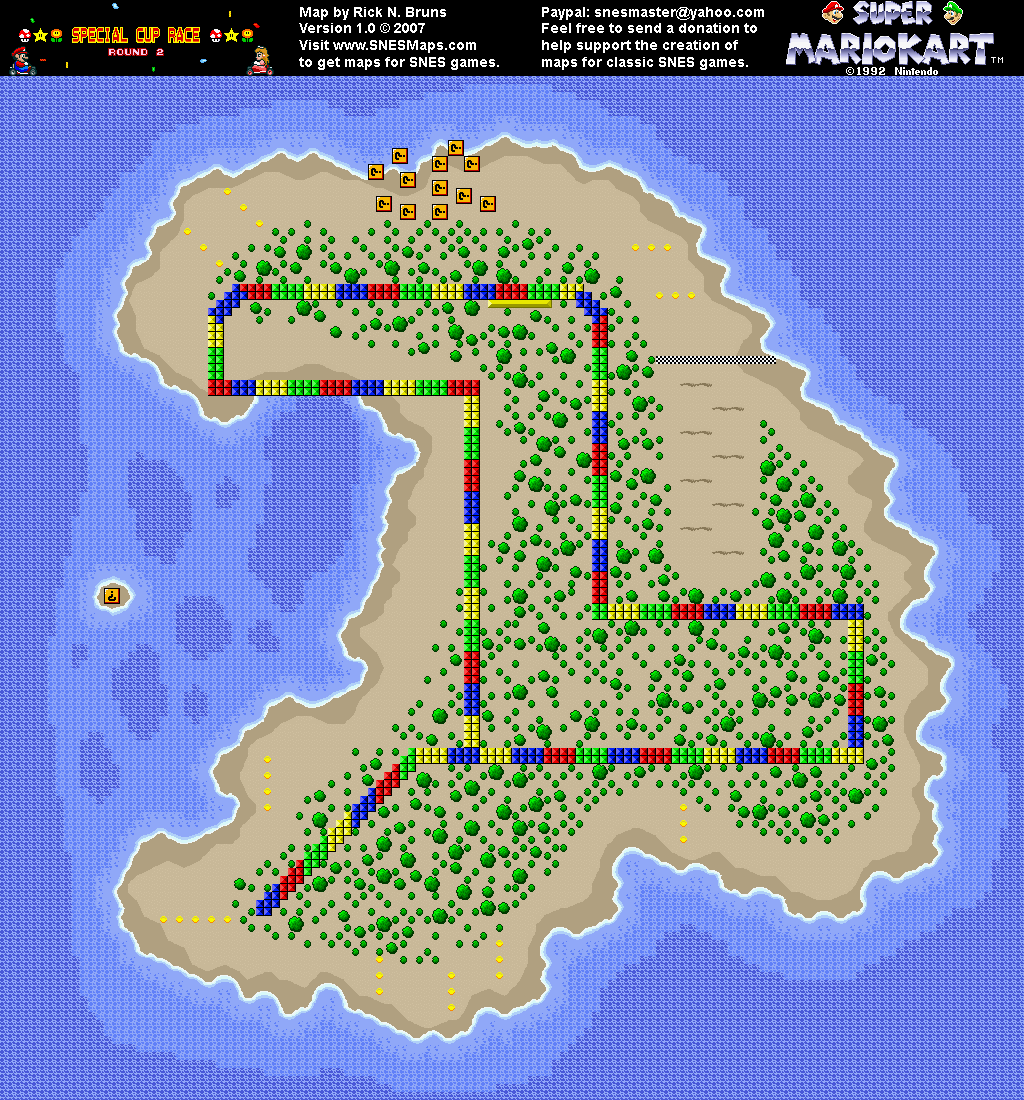 SPECIAL CUP RACE
ROUND 2
Map by Rick N. Bruns
Version 1.0 © 2007
Visit www.SNESMaps.com
to get maps for SNES games.
Paypal: snesmaster@yahoo.com
Feel free to send a donation to
help support the creation of
maps for classic SNES games.
SUPER
MARIOKART™
©1992 Nintendo